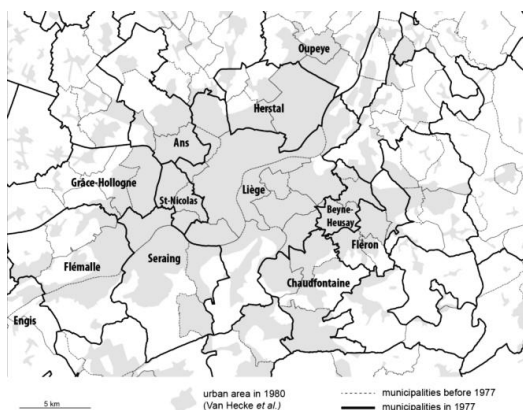 Oupeye
Herstal
Ans
Grâce-Hollogne
St-Nicolas
Liège
Beyne-
Heusay
Fléron
Flémalle
Seraing
Chaudfontaine
Engis
5 km
urban area in 1980
(Van Hecke et al.)
municipalities before 1977
municipalities in 1977